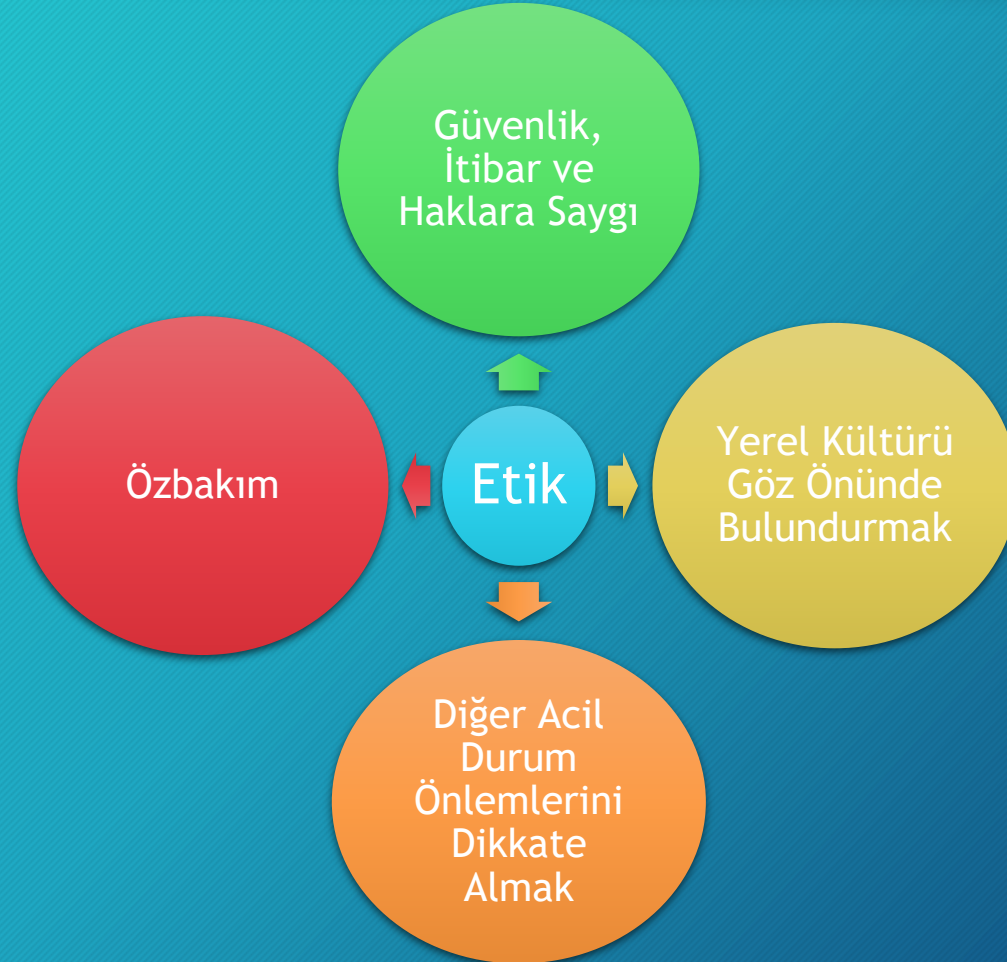 Güvenlik,
İtibar ve
Haklara Saygı
Özbakım
Etik
Yerel Kültürü
Göz Önünde
Bulundurmak
Diğer Acil
Durum
Önlemlerini
Dikkate
Almak